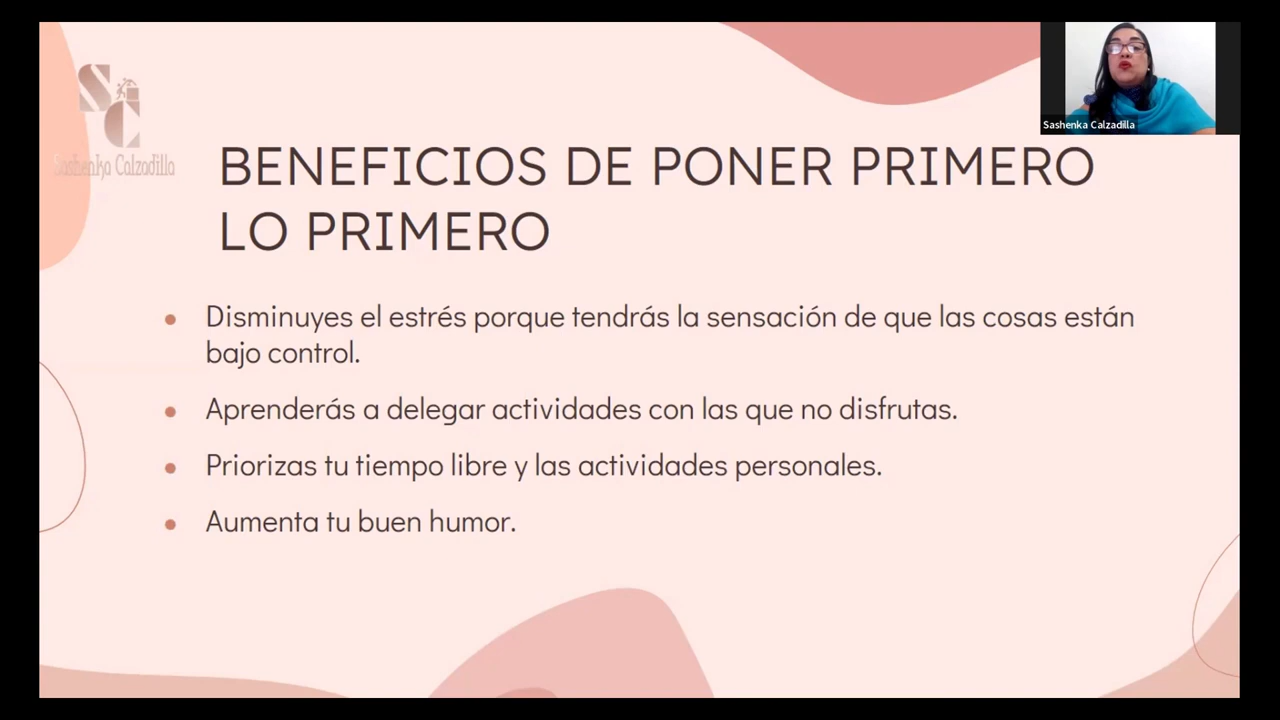 SC
Sashenka Calzadilla
Sashenka Calzadilla
BENEFICIOS DE PONER PRIMERO
LO PRIMERO
• Disminuyes el estrés porque tendrás la sensación de que las cosas están
bajo control.
• Aprenderás a delegar actividades con las que no disfrutas.
• Priorizas tu tiempo libre y las actividades personales.
• Aumenta tu buen humor.